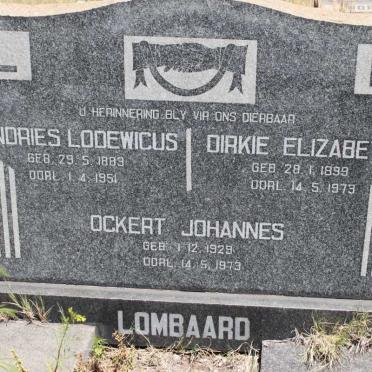 U HERINNERING BLY VIR ONS DIERBAAR
NDRIES LODEWICUS
GEB. 29.5.1883
OORL. 1.4.1951
DIRKIE ELIZABE
GEB. 28.1.1899
OORL. 14.5.1973
OCKERT JOHANNES
GEB. 1.12.1929
OORL. 14.5.1973
LOMBAARD